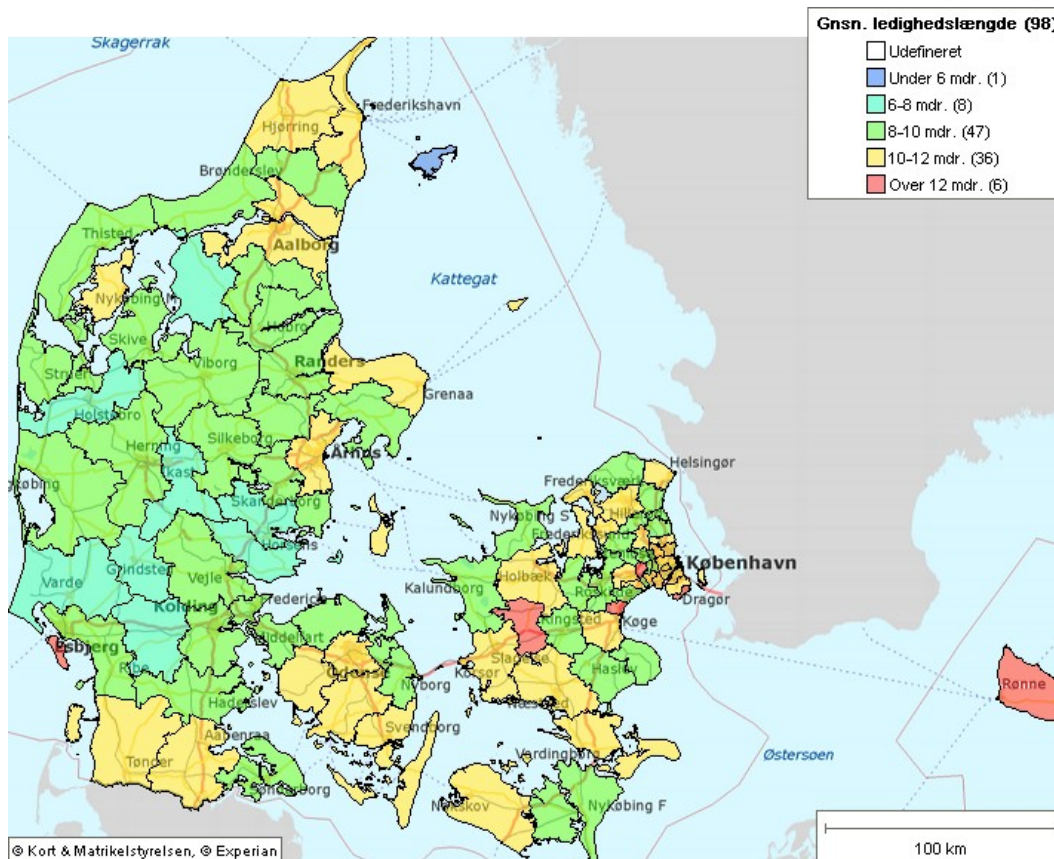 Gnsn. ledighedslængde (98)
Udefineret
Under 6 mdr. (1)
6-8 mdr. (8)
8-10 mdr. (47)
10-12 mdr. (36)
Over 12 mdr. (6)
Skagerrak
Frederikshavn
Hjørring
Brønderslev
Thisted
Aalborg
Kattegat
Nykøbing M
Hobro
Skive
Struer
Viborg
Randers
Grenaa
Holstebro
Herning
Silkeborg
Århus
Ikast
Skanderborg
Horsens
Helsingør
Frederiksværk
Nykøbing S
Frederikssund
København
Holbæk
Kalundborg
Roskilde
Dragør
Varde
Grindsted
Vejle
Kolding
Fredericia
Middelfart
Esbjerg
Ribe
Ringsted
Køge
Slagelse
Korsør
Odense
Nyborg
Haslev
Næstved
Haderslev
Svendborg
Aabenraa
Tønder
Sønderborg
Vordingborg
Østersøen
Rønne
Nakskov
Nykøbing F
100 km
© Kort & Matrikelstyrelsen, © Experian